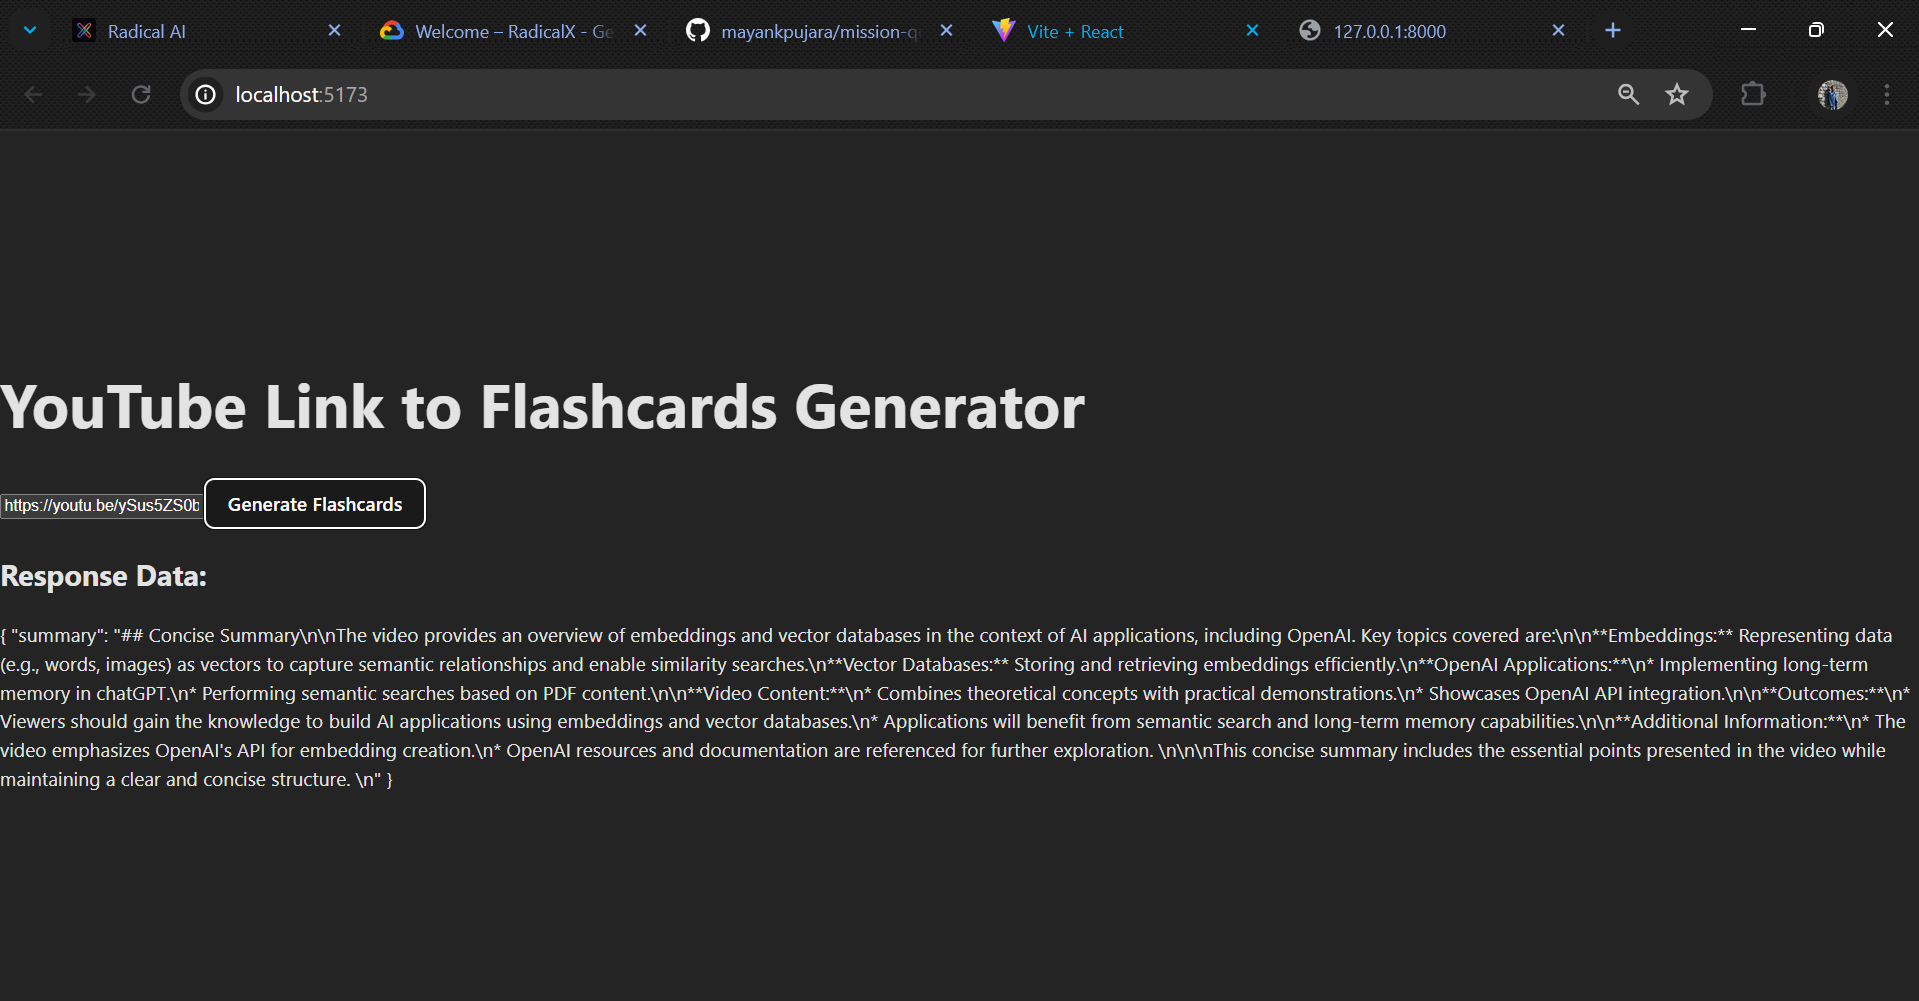 Radical AI
Welcome – RadicalX - Ge
mayankpujara/mission-q
Vite + React
127.0.0.1:8000
localhost:5173
YouTube Link to Flashcards Generator
https://youtu.be/ySus5ZS0b
Generate Flashcards
Response Data:
{ "summary": "## Concise Summary\n\nThe video provides an overview of embeddings and vector databases in the context of AI applications, including OpenAI. Key topics covered are:\n\n**Embeddings:** Representing data
(e.g., words, images) as vectors to capture semantic relationships and enable similarity searches.\n**Vector Databases:** Storing and retrieving embeddings efficiently.\n**OpenAI Applications:**\n* Implementing long-term
memory in chatGPT.\n* Performing semantic searches based on PDF content.\n\n**Video Content:**\n* Combines theoretical concepts with practical demonstrations.\n* Showcases OpenAI API integration.\n\n**Outcomes:**\n*
Viewers should gain the knowledge to build AI applications using embeddings and vector databases.\n* Applications will benefit from semantic search and long-term memory capabilities.\n\n**Additional Information:**\n* The
video emphasizes OpenAI's API for embedding creation.\n* OpenAI resources and documentation are referenced for further exploration. \n\n\nThis concise summary includes the essential points presented in the video while
maintaining a clear and concise structure. \n" }